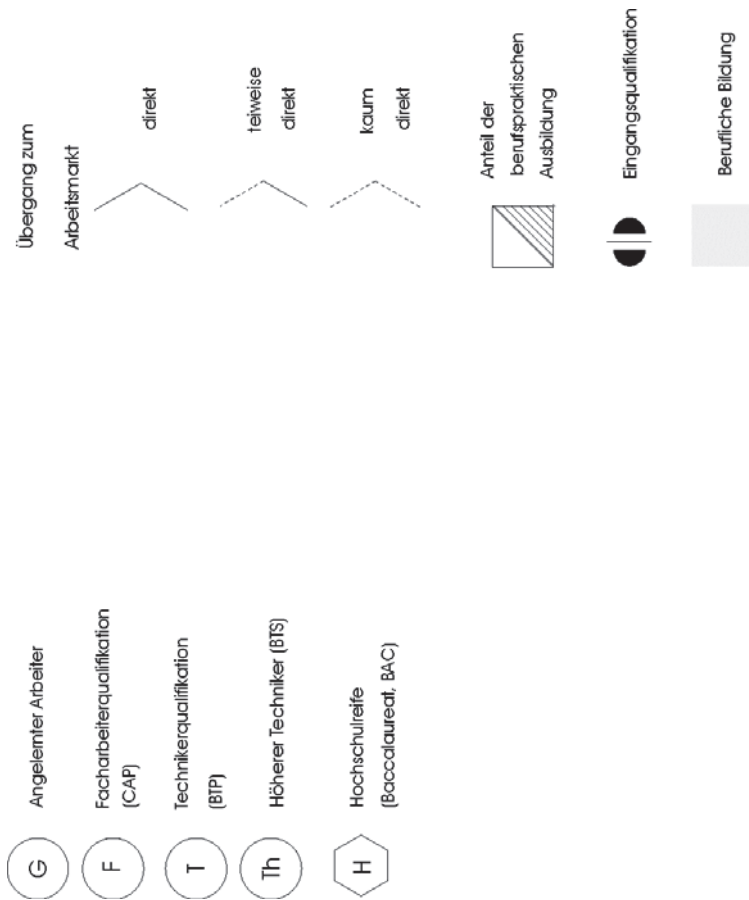 G
Angelernter Arbeiter
F
Facharbeiterqualifikation
(CAP)
T
Technikerqualifikation
(BTP)
Th
Höherer Techniker (BTS)
H
Hochschulreife
(Baccalaureat, BAC)
Übergang zum
Arbeitsmarkt
direkt
teiweise
direkt
kaum
direkt
Anteil der
berufspraktischen
Ausbildung
Eingangsqualifikation
Berufliche Bildung